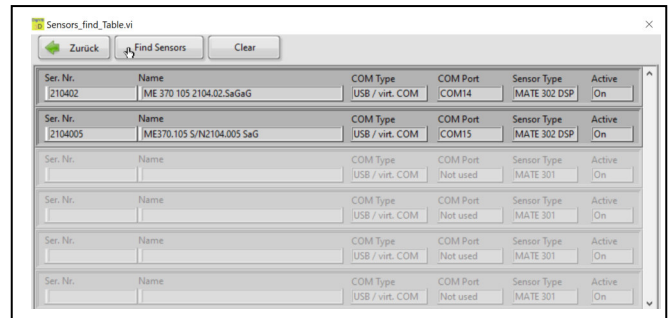 Sensors_find_Table.vi
Zurück Find Sensors Clear
Ser. Nr. Name COM Type COM Port Sensor Type Active
210402 ME 370 105 2104.02.SaGaG USB / virt. COM COM14 MATE 302 DSP On
Ser. Nr. Name COM Type COM Port Sensor Type Active
2104005 ME370.105 S/N2104.005 SaG USB / virt. COM COM15 MATE 302 DSP On
Ser. Nr. Name COM Type COM Port Sensor Type Active
USB / virt. COM Not used MATE 301 On
Ser. Nr. Name COM Type COM Port Sensor Type Active
USB / virt. COM Not used MATE 301 On
Ser. Nr. Name COM Type COM Port Sensor Type Active
USB / virt. COM Not used MATE 301 On
Ser. Nr. Name COM Type COM Port Sensor Type Active
USB / virt. COM Not used MATE 301 On